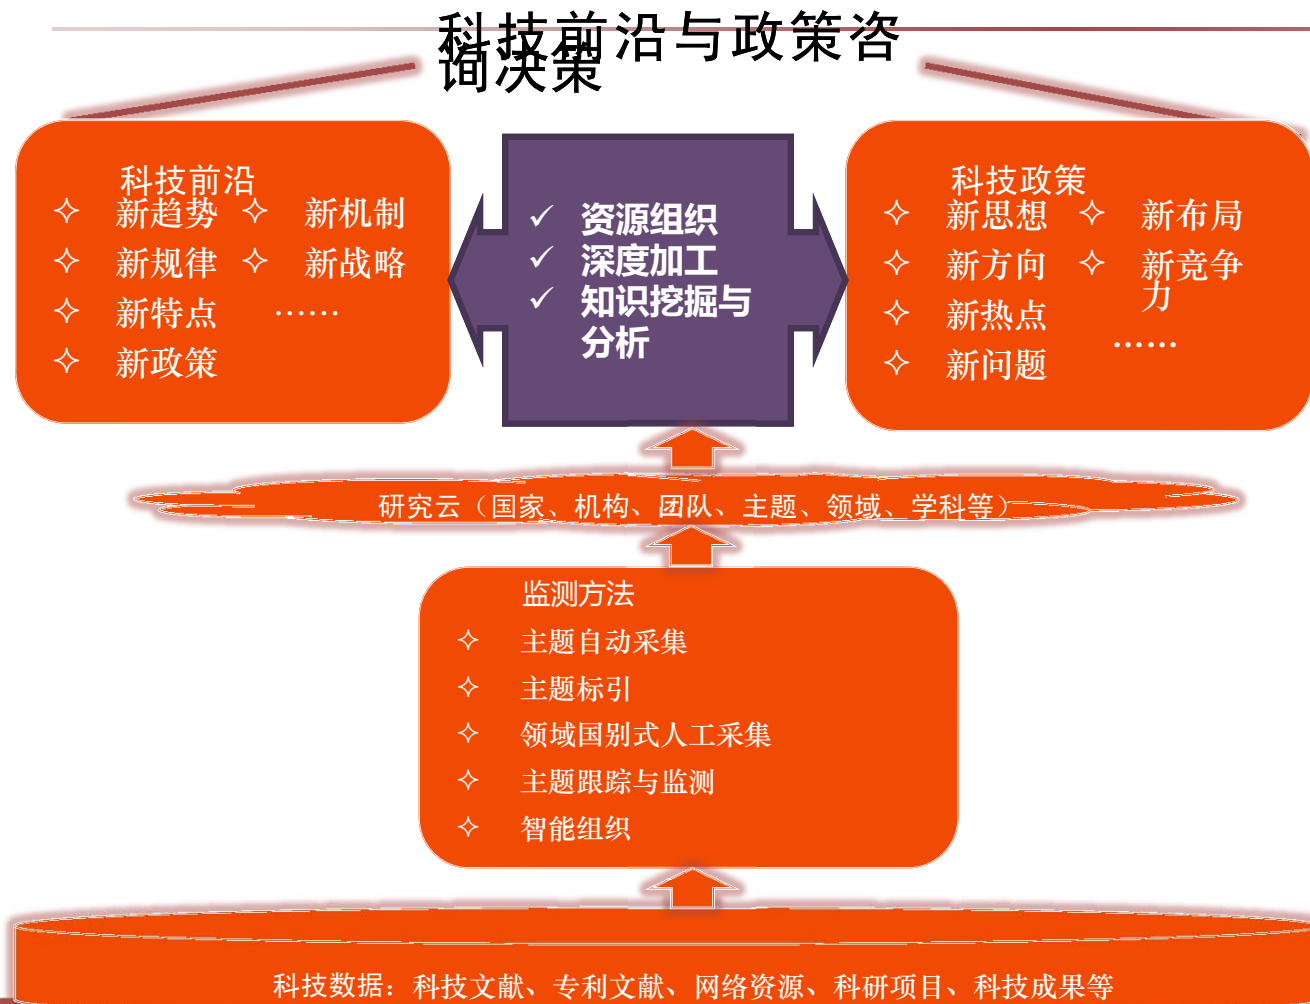 科技前沿与政策咨
询决策
科技前沿
✧ 新趋势 ✧ 新机制
✧ 新规律 ✧ 新战略
✧ 新特点 ……
✧ 新政策
✓ 资源组织
✓ 深度加工
✓ 知识挖掘与
分析
科技政策
✧ 新思想 ✧ 新布局
✧ 新方向 ✧ 新竞争
力
✧ 新热点
……
✧ 新问题
研究云（国家、机构、团队、主题、领域、学科等）
监测方法
✧ 主题自动采集
✧ 主题标引
✧ 领域国别式人工采集
✧ 主题跟踪与监测
✧ 智能组织
科技数据：科技文献、专利文献、网络资源、科研项目、科技成果等